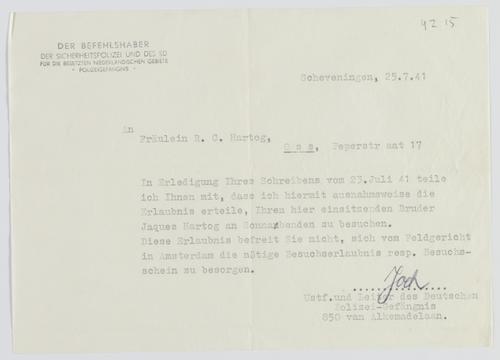 42 15
DER BEFEHLSHABER
DER SICHERHEITSPOLIZEI UND DES SD
FÜR DIE BESETZTEN NIEDERLÄNDISCHEN GEBIETE
- POLIZEIGEFÄNGNIS -
Scheveningen, 25.7.41
An
Fräulein R. C. Hartog,
O s s, Peperstr aat 17
In Erledigung Ihres Schreibens vom 23.Juli 41 teile
ich Ihnen mit, dass ich hiermit ausnahmsweise die
Erlaubnis erteile, Ihren hier einsitzenden Bruder
Jaques Hartog an Sonnabenden zu besuchen.
Diese Erlaubnis befreit Sie nicht, sich vom Feldgericht
in Amsterdam die nötige Besuchserlaubnis resp. Besuchs-
schein zu besorgen.
Ustf.und Leiter des Deutschen
Polizei-Gefängnis
850 van Alkemadelaan.